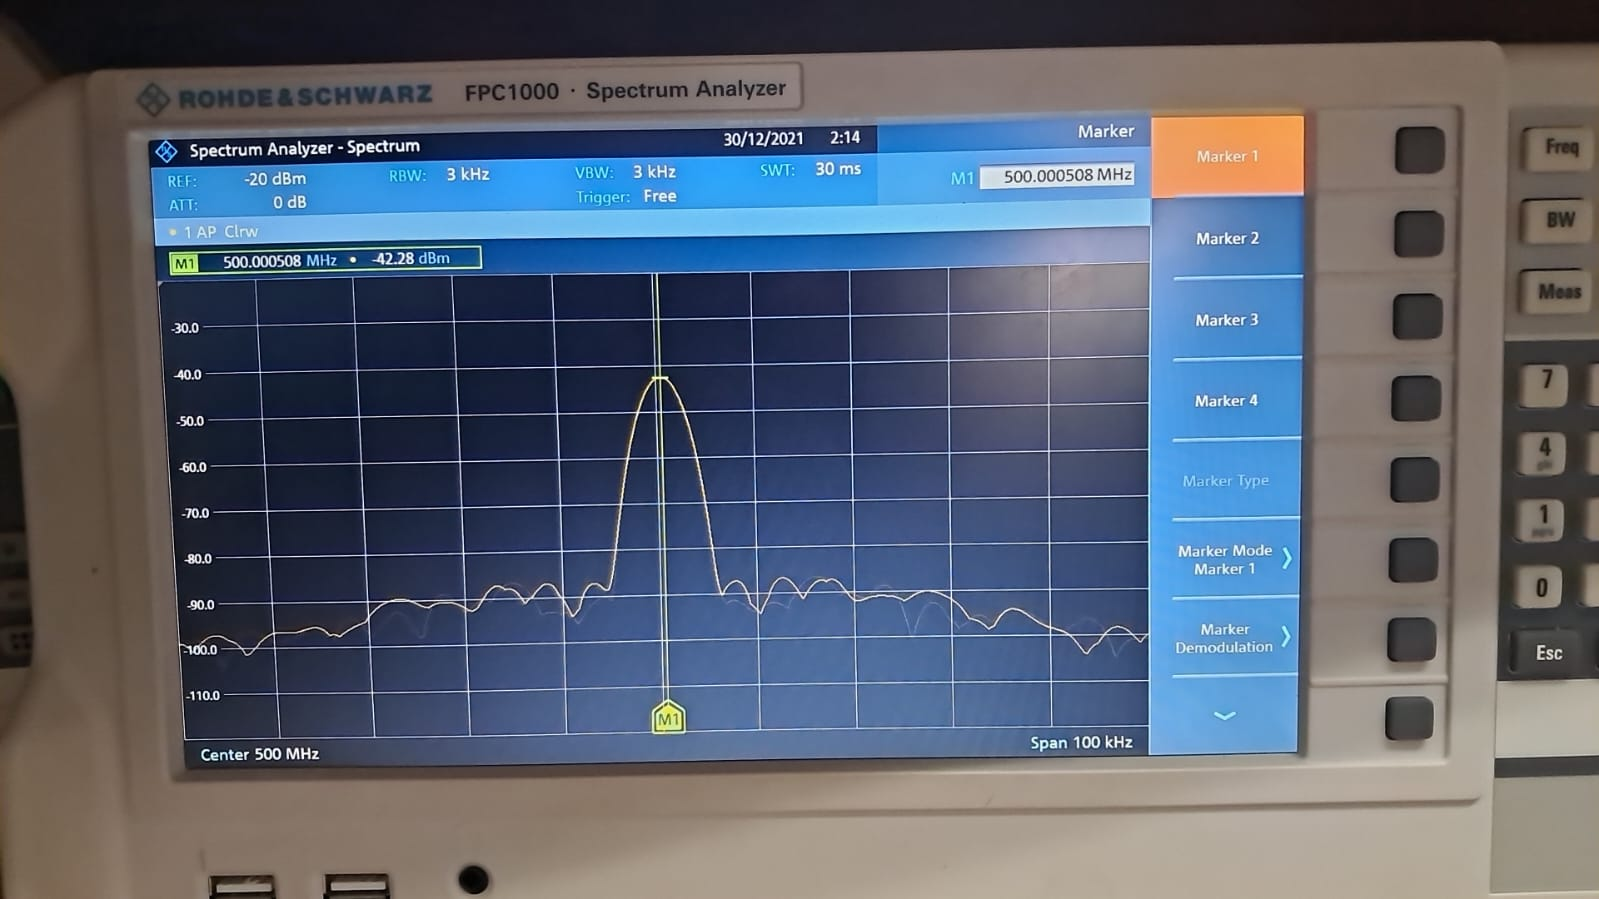 ROHDE&SCHWARZ FPC1000 · Spectrum Analyzer
Spectrum Analyzer - Spectrum 30/12/2021 2:14 Marker
REF: -20 dBm RBW: 3 kHz VBW: 3 kHz SWT: 30 ms M1 500.000508 MHz
ATT: 0 dB Trigger: Free
1 AP Clrw
M1 500.000508 MHz • -42.28 dBm
-30.0
-40.0
-50.0
-60.0
-70.0
-80.0
-90.0
-100.0
-110.0
M1
Center 500 MHz Span 100 kHz
Marker 1
Marker 2
Marker 3
Marker 4
Marker Type
Marker Mode
Marker 1
Marker
Demodulation
Freq
BW
Meas
7
4
1
0
Esc